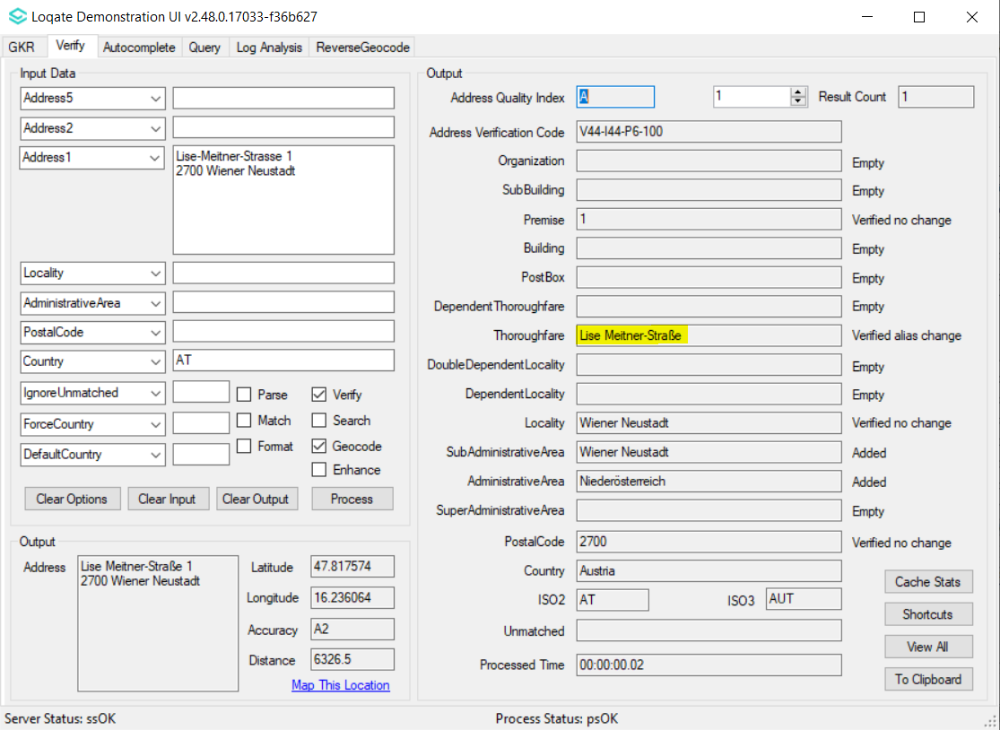 Loqate Demonstration UI v2.48.0.17033-f36b627
GKR Verify Autocomplete Query Log Analysis ReverseGeocode
Input Data
Address5
Address2
Address1 Lise-Meitner-Strasse 1
2700 Wiener Neustadt
Locality
AdministrativeArea
PostalCode
Country AT
IgnoreUnmatched Parse Verify
ForceCountry Match Search
DefaultCountry Format Geocode
Enhance
Clear Options Clear Input Clear Output Process
Output
Address Lise Meitner-Straße 1
2700 Wiener Neustadt
Latitude 47.817574
Longitude 16.236064
Accuracy A2
Distance 6326.5
Map This Location
Output
Address Quality Index A 1 Result Count 1
Address Verification Code V44-I44-P6-100
Organization Empty
SubBuilding Empty
Premise 1 Verified no change
Building Empty
PostBox Empty
DependentThoroughfare Empty
Thoroughfare Lise Meitner-Straße Verified alias change
DoubleDependentLocality Empty
DependentLocality Empty
Locality Wiener Neustadt Verified no change
SubAdministrativeArea Wiener Neustadt Added
AdministrativeArea Niederösterreich Added
SuperAdministrativeArea Empty
PostalCode 2700 Verified no change
Country Austria
ISO2 AT ISO3 AUT
Unmatched
Processed Time 00:00:00.02
Cache Stats
Shortcuts
View All
To Clipboard
Server Status: ssOK Process Status: psOK